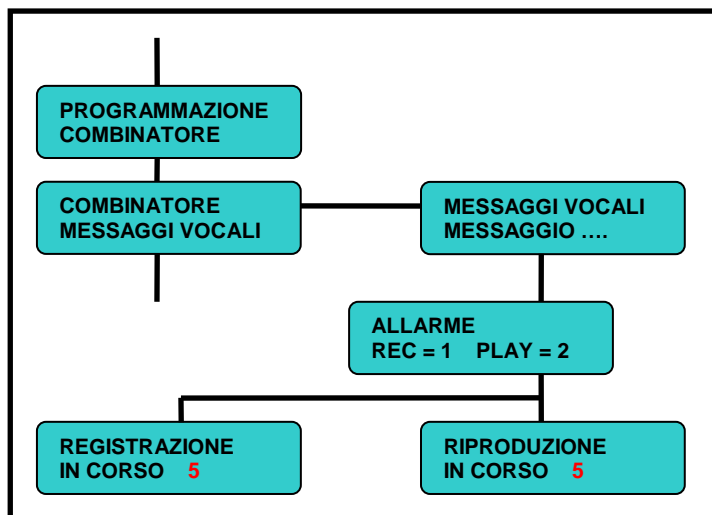 PROGRAMMAZIONE
COMBINATORE
COMBINATORE
MESSAGGI VOCALI
MESSAGGI VOCALI
MESSAGGIO ....
ALLARME
REC = 1 PLAY = 2
REGISTRAZIONE
IN CORSO 5
RIPRODUZIONE
IN CORSO 5